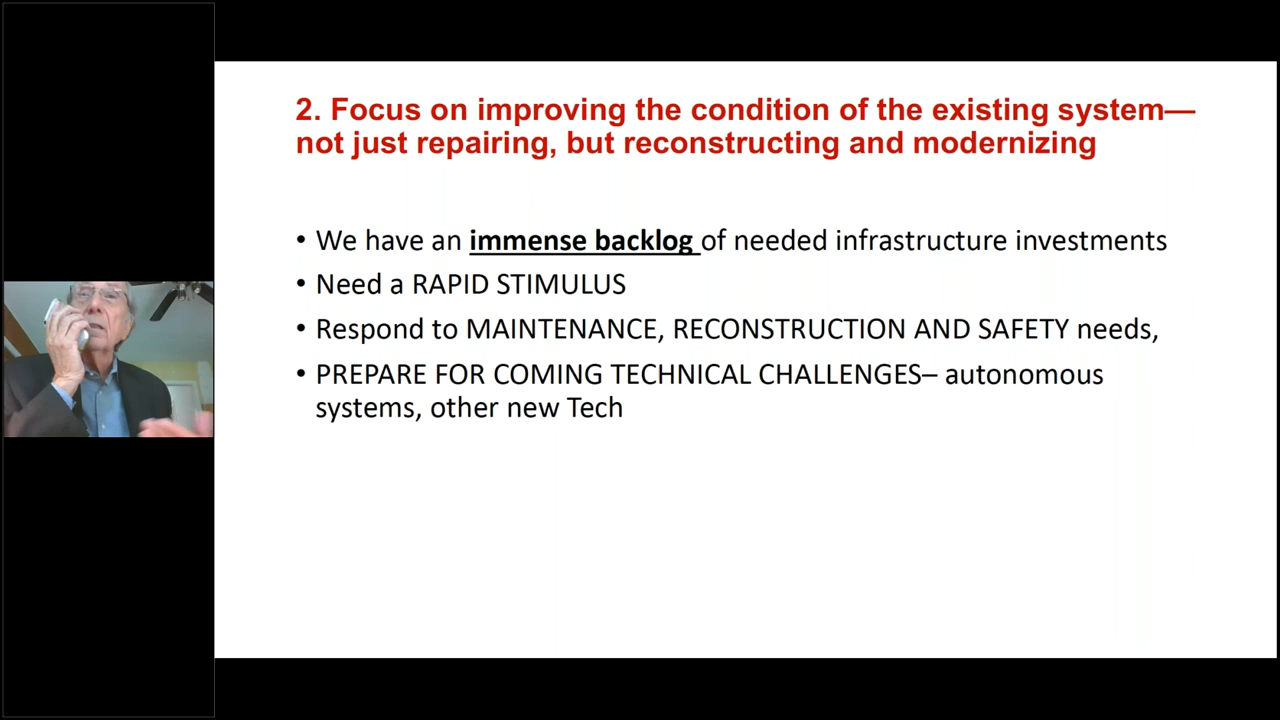 2. Focus on improving the condition of the existing system—
not just repairing, but reconstructing and modernizing
• We have an immense backlog of needed infrastructure investments
• Need a RAPID STIMULUS
• Respond to MAINTENANCE, RECONSTRUCTION AND SAFETY needs,
• PREPARE FOR COMING TECHNICAL CHALLENGES– autonomous
systems, other new Tech